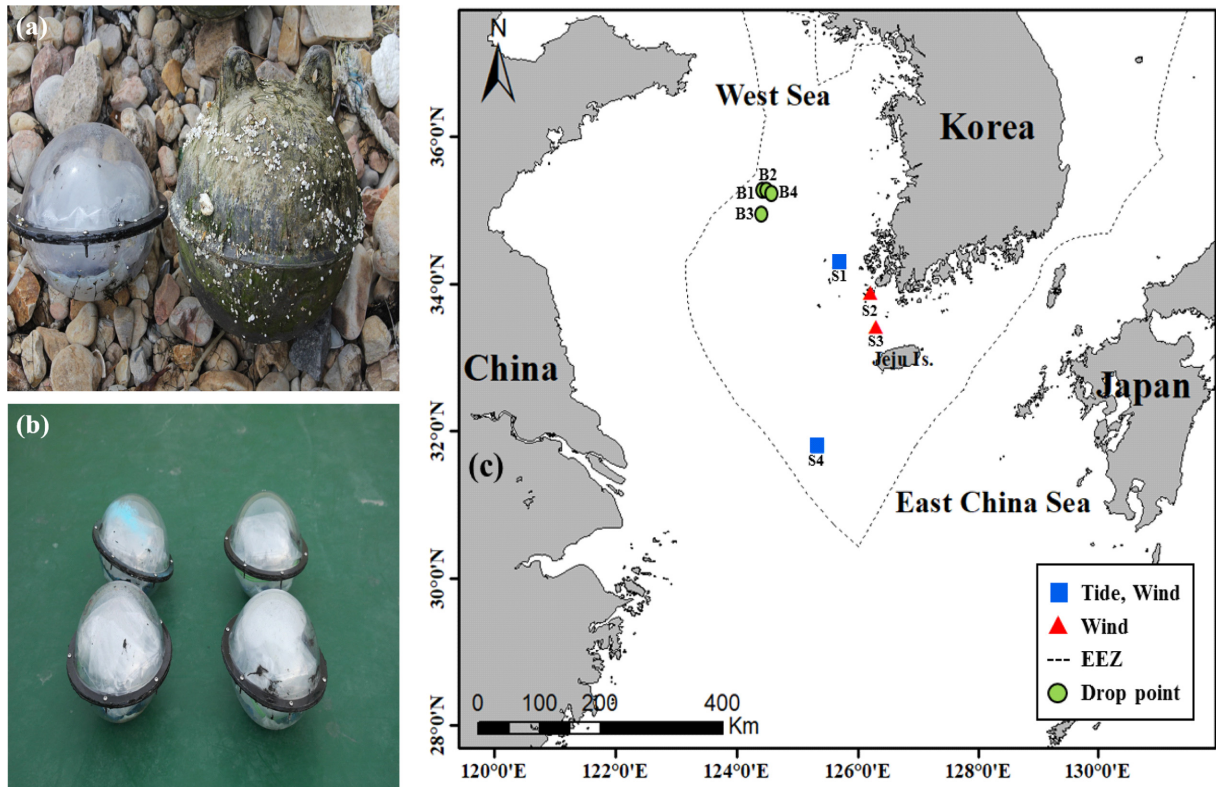 (a)
(b)
(c)
N
West Sea
Korea
China
Japan
East China Sea
Jeju Is.
B1
B2
B4
B3
S1
S2
S3
S4
36°0'N
34°0'N
32°0'N
30°0'N
28°0'N
120°0'E
122°0'E
124°0'E
126°0'E
128°0'E
130°0'E
0 100 200 400
Km
Tide, Wind
Wind
EEZ
Drop point